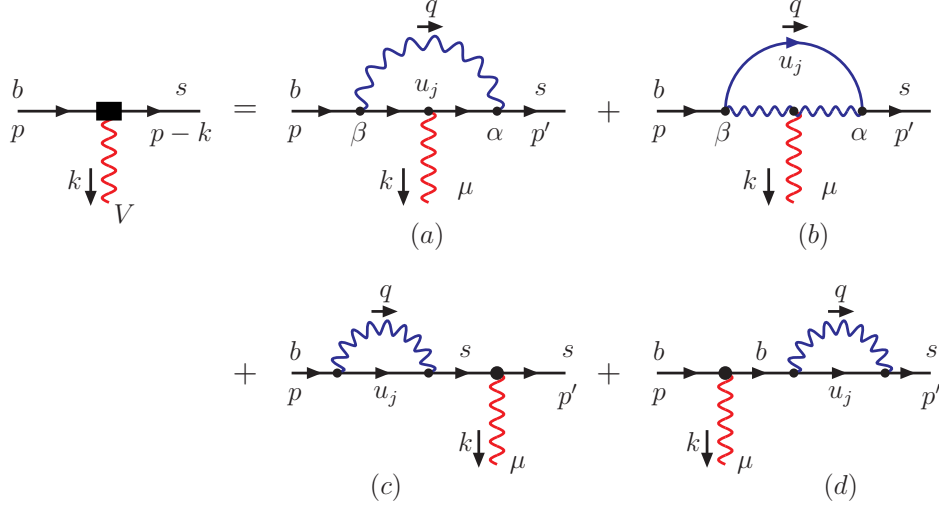 q q
b s = b u_j s + b u_j s
p p − k p β α p′ p β α p′
k k μ k μ
V
(a) (b)
q q
+ b s s + b b s
p u_j p′ p u_j p′
k μ k μ
(c) (d)